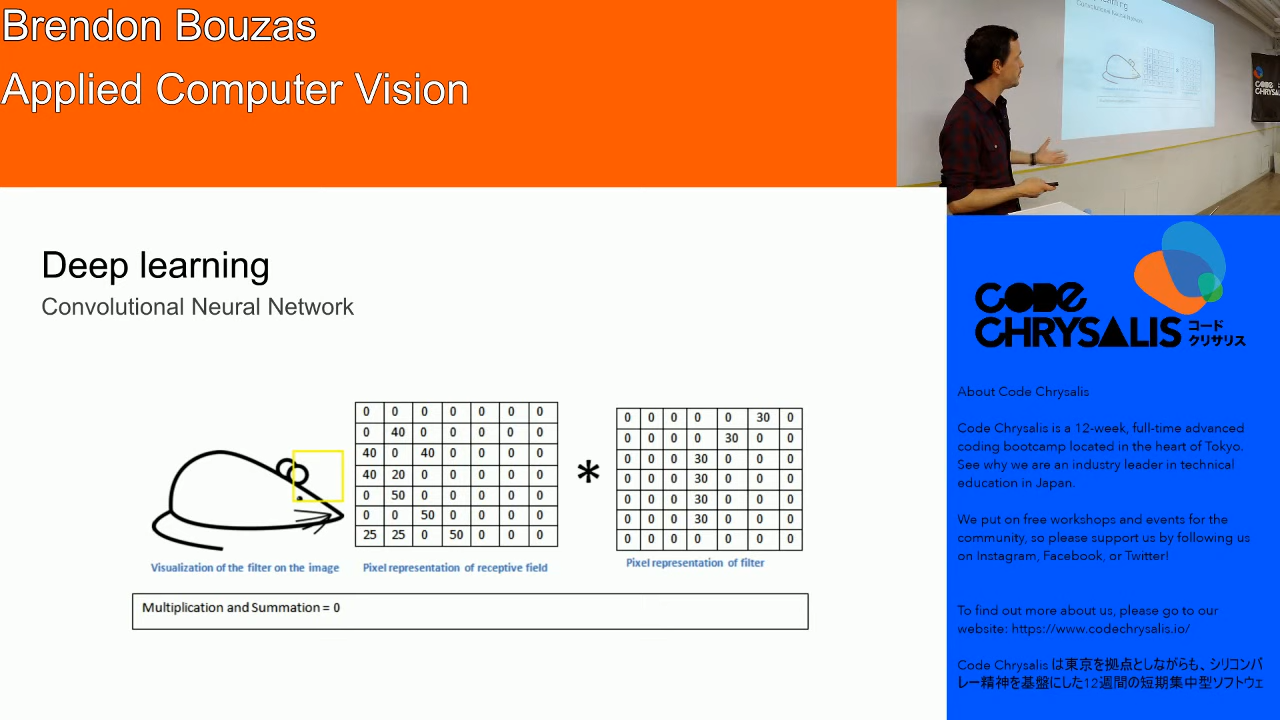 Brendon Bouzas
Applied Computer Vision
Deep learning
Convolutional Neural Network
0 0 0 0 0 0 0
0 40 0 0 0 0 0
40 0 40 0 0 0 0
40 20 0 0 0 0 0
0 50 0 0 0 0 0
0 0 50 0 0 0 0
25 25 0 50 0 0 0
*
0 0 0 0 0 30 0
0 0 0 0 30 0 0
0 0 0 30 0 0 0
0 0 0 30 0 0 0
0 0 0 30 0 0 0
0 0 0 30 0 0 0
0 0 0 0 0 0 0
Visualization of the filter on the image
Pixel representation of receptive field
Pixel representation of filter
Multiplication and Summation = 0
CODE
CHRYSALIS
コード
クリサリス
About Code Chrysalis
Code Chrysalis is a 12-week, full-time advanced
coding bootcamp located in the heart of Tokyo.
See why we are an industry leader in technical
education in Japan.
We put on free workshops and events for the
community, so please support us by following us
on Instagram, Facebook, or Twitter!
To find out more about us, please go to our
website: https://www.codechrysalis.io/
Code Chrysalis は東京を拠点としながらも、シリコンバ
レー精神を基盤にした12週間の短期集中型ソフトウェ